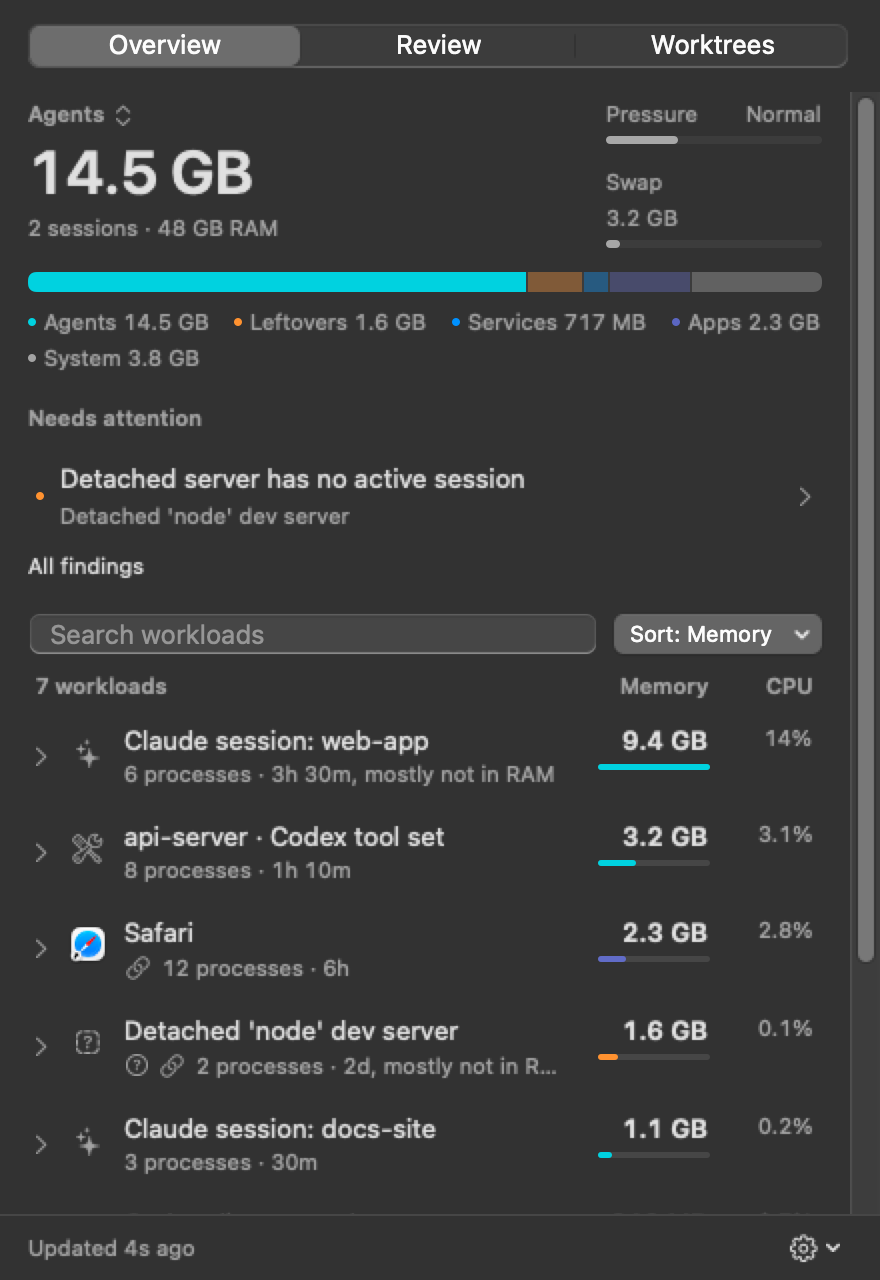 Overview Review Worktrees
Agents
Pressure Normal
14.5 GB
Swap
2 sessions · 48 GB RAM
3.2 GB
Agents 14.5 GB Leftovers 1.6 GB Services 717 MB Apps 2.3 GB
System 3.8 GB
Needs attention
Detached server has no active session
Detached 'node' dev server
All findings
Search workloads Sort: Memory
7 workloads Memory CPU
Claude session: web-app 9.4 GB 14%
6 processes · 3h 30m, mostly not in RAM
api-server · Codex tool set 3.2 GB 3.1%
8 processes · 1h 10m
Safari 2.3 GB 2.8%
12 processes · 6h
Detached 'node' dev server 1.6 GB 0.1%
2 processes · 2d, mostly not in R...
Claude session: docs-site 1.1 GB 0.2%
3 processes · 30m
Updated 4s ago